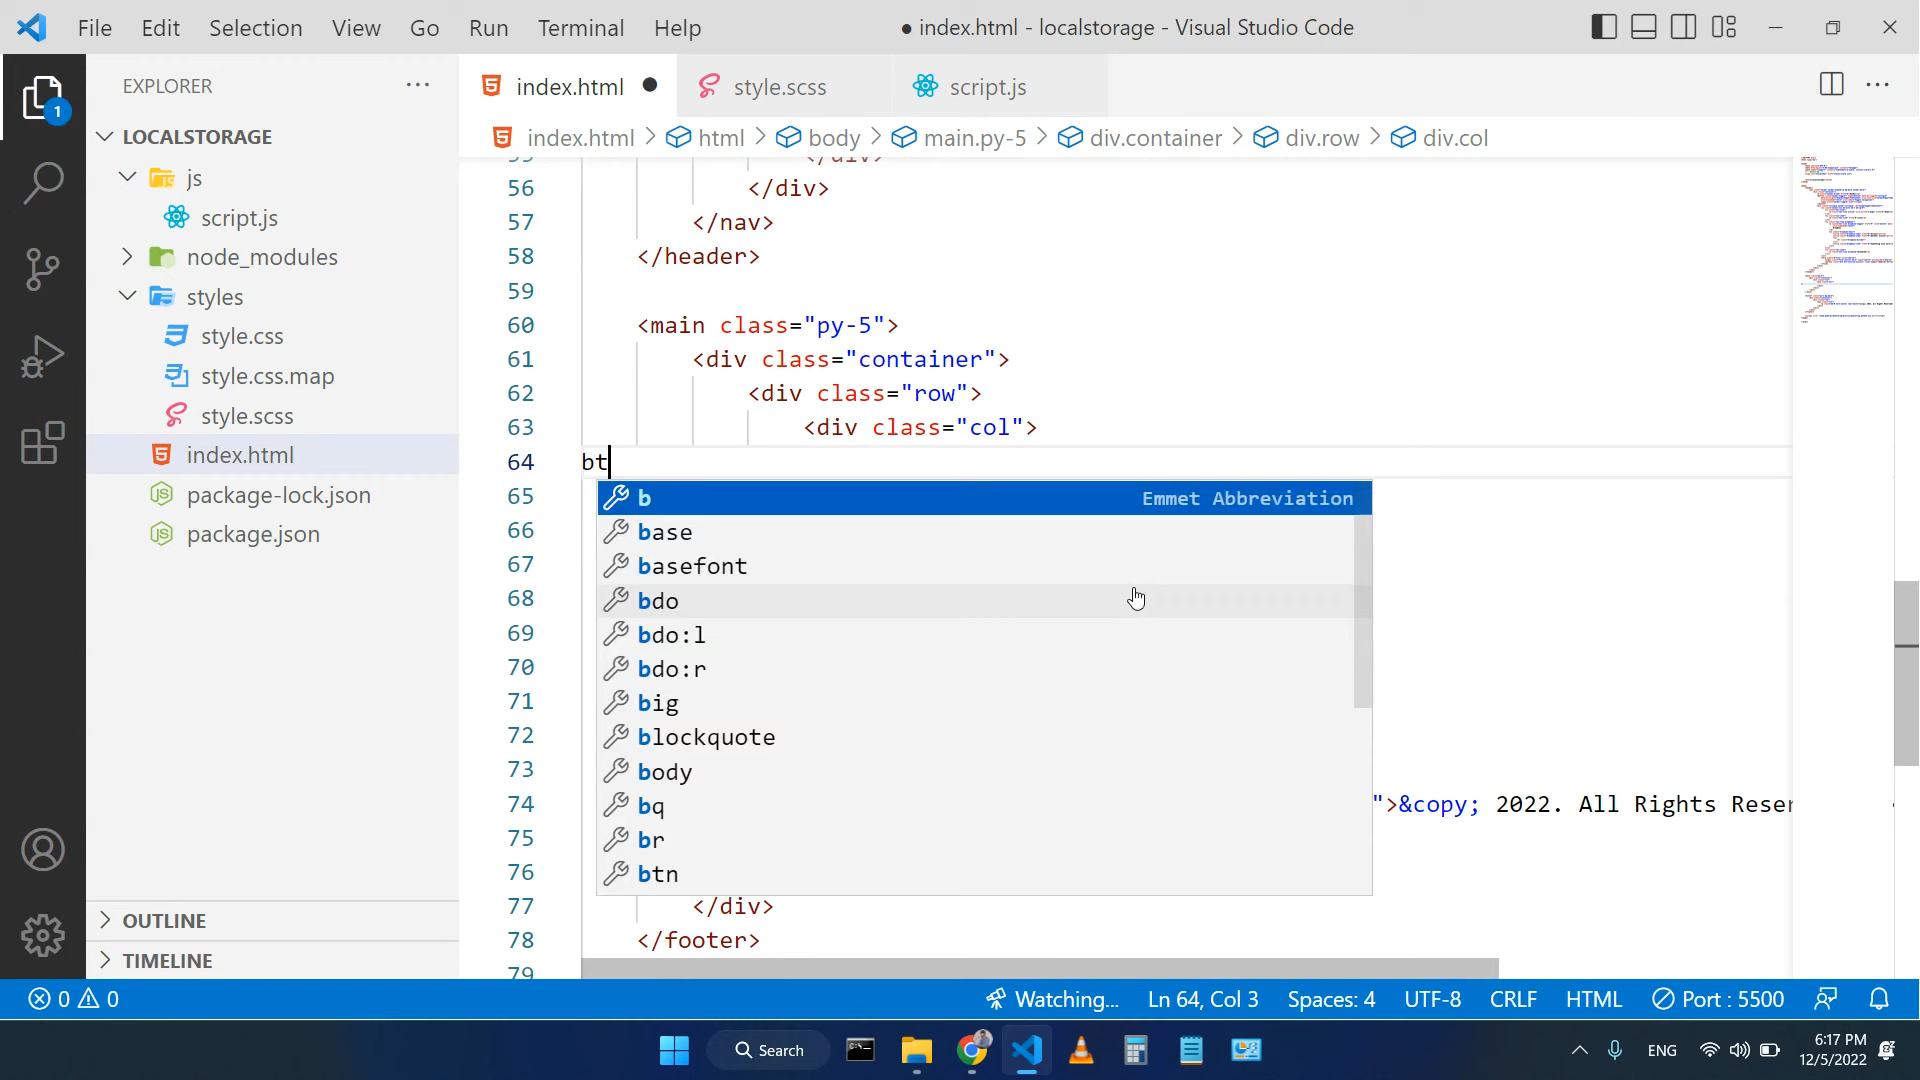 File Edit Selection View Go Run Terminal Help
● index.html - localstorage - Visual Studio Code
EXPLORER
index.html
style.scss
script.js
LOCALSTORAGE
index.html > html > body > main.py-5 > div.container > div.row > div.col
js
script.js
node_modules
styles
style.css
style.css.map
style.scss
index.html
package-lock.json
package.json
OUTLINE
TIMELINE
1
56 </div>
57 </nav>
58 </header>
59
60 <main class="py-5">
61 <div class="container">
62 <div class="row">
63 <div class="col">
64 bt
65
66
67
68
69
70
71
72
73
74 ">&copy; 2022. All Rights Reser
75
76
77 </div>
78 </footer>
79
b Emmet Abbreviation
base
basefont
bdo
bdo:l
bdo:r
big
blockquote
body
bq
br
btn
0 0
Watching...
Ln 64, Col 3
Spaces: 4
UTF-8
CRLF
HTML
Port : 5500
Search
ENG
6:17 PM
12/5/2022